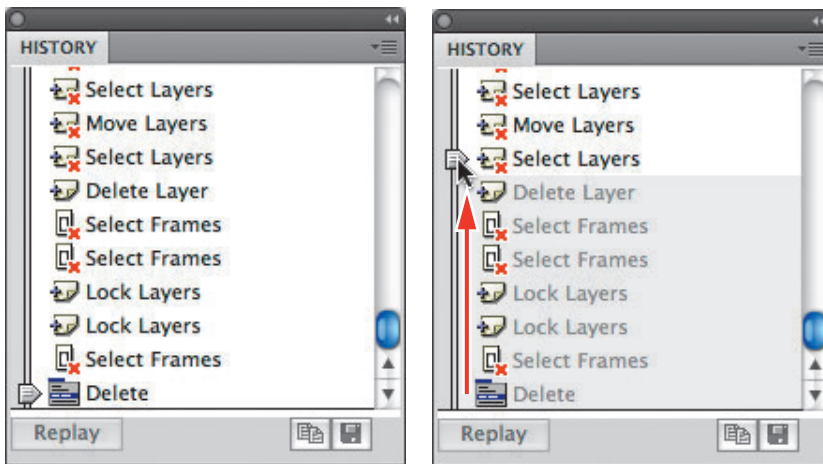 HISTORY
Select Layers
Move Layers
Select Layers
Delete Layer
Select Frames
Select Frames
Lock Layers
Lock Layers
Select Frames
Delete
Replay
HISTORY
Select Layers
Move Layers
Select Layers
Delete Layer
Select Frames
Select Frames
Lock Layers
Lock Layers
Select Frames
Delete
Replay